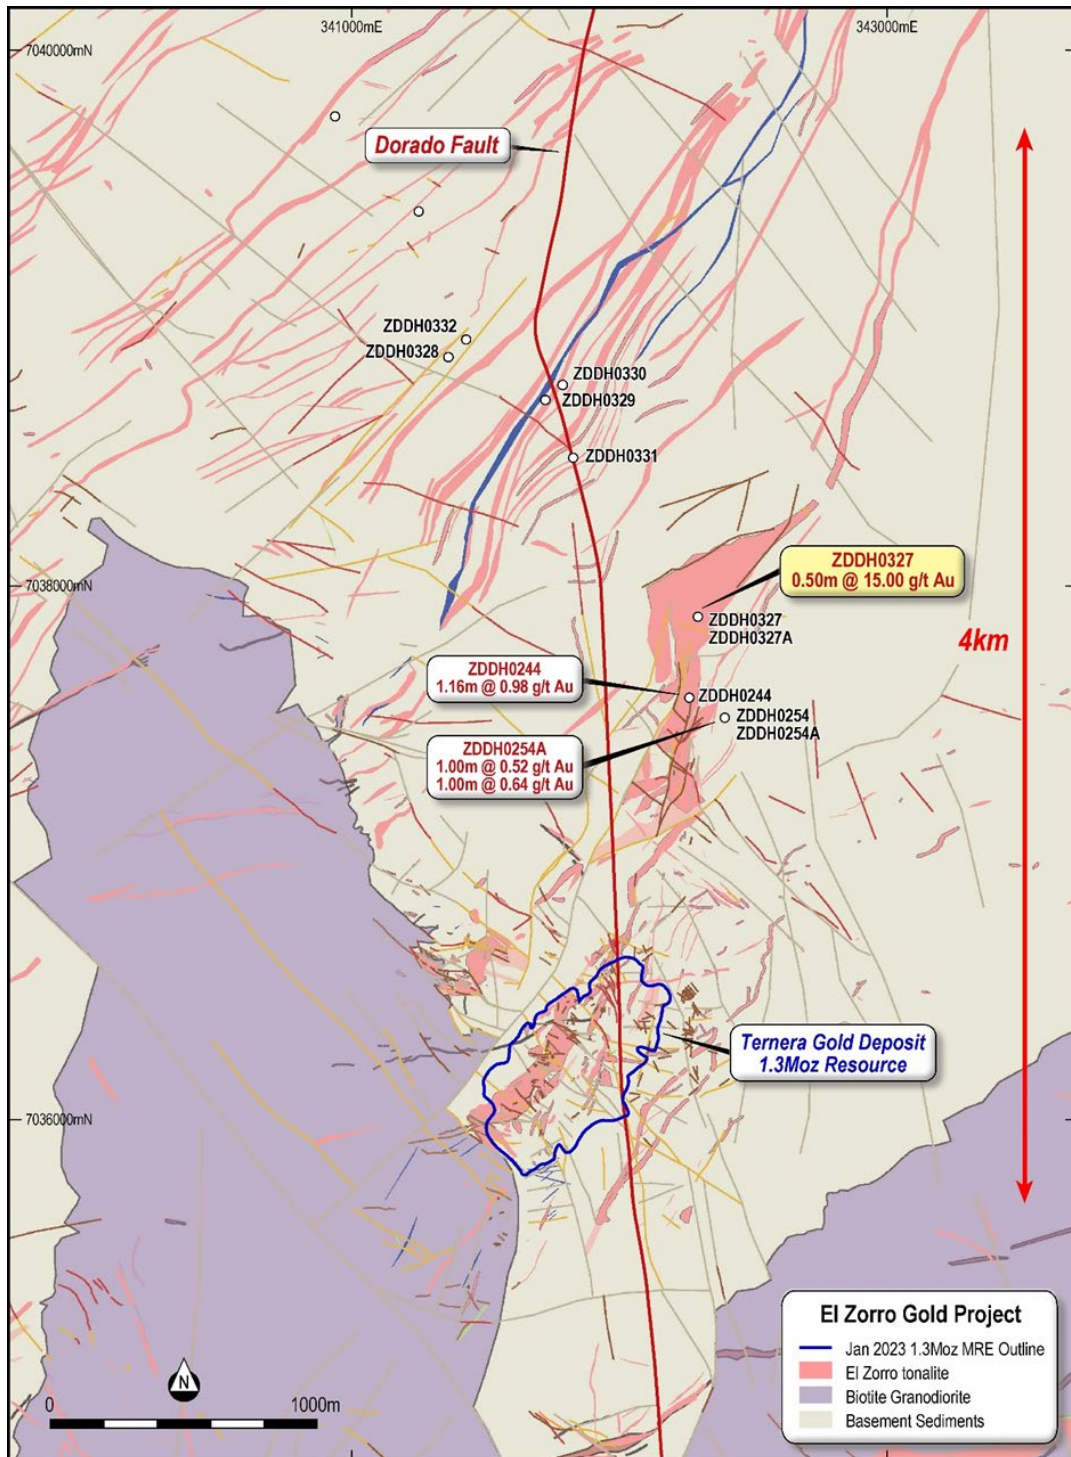 341000mE
343000mE
7040000mN
Dorado Fault
ZDDH0332
ZDDH0328
ZDDH0330
ZDDH0329
ZDDH0331
ZDDH0327
0.50m @ 15.00 g/t Au
7038000mN
ZDDH0327
ZDDH0327A
4km
ZDDH0244
1.16m @ 0.98 g/t Au
ZDDH0244
ZDDH0254
ZDDH0254A
ZDDH0254A
1.00m @ 0.52 g/t Au
1.00m @ 0.64 g/t Au
Ternera Gold Deposit
1.3Moz Resource
7036000mN
El Zorro Gold Project
Jan 2023 1.3Moz MRE Outline
El Zorro tonalite
Biotite Granodiorite
Basement Sediments
N
0
1000m